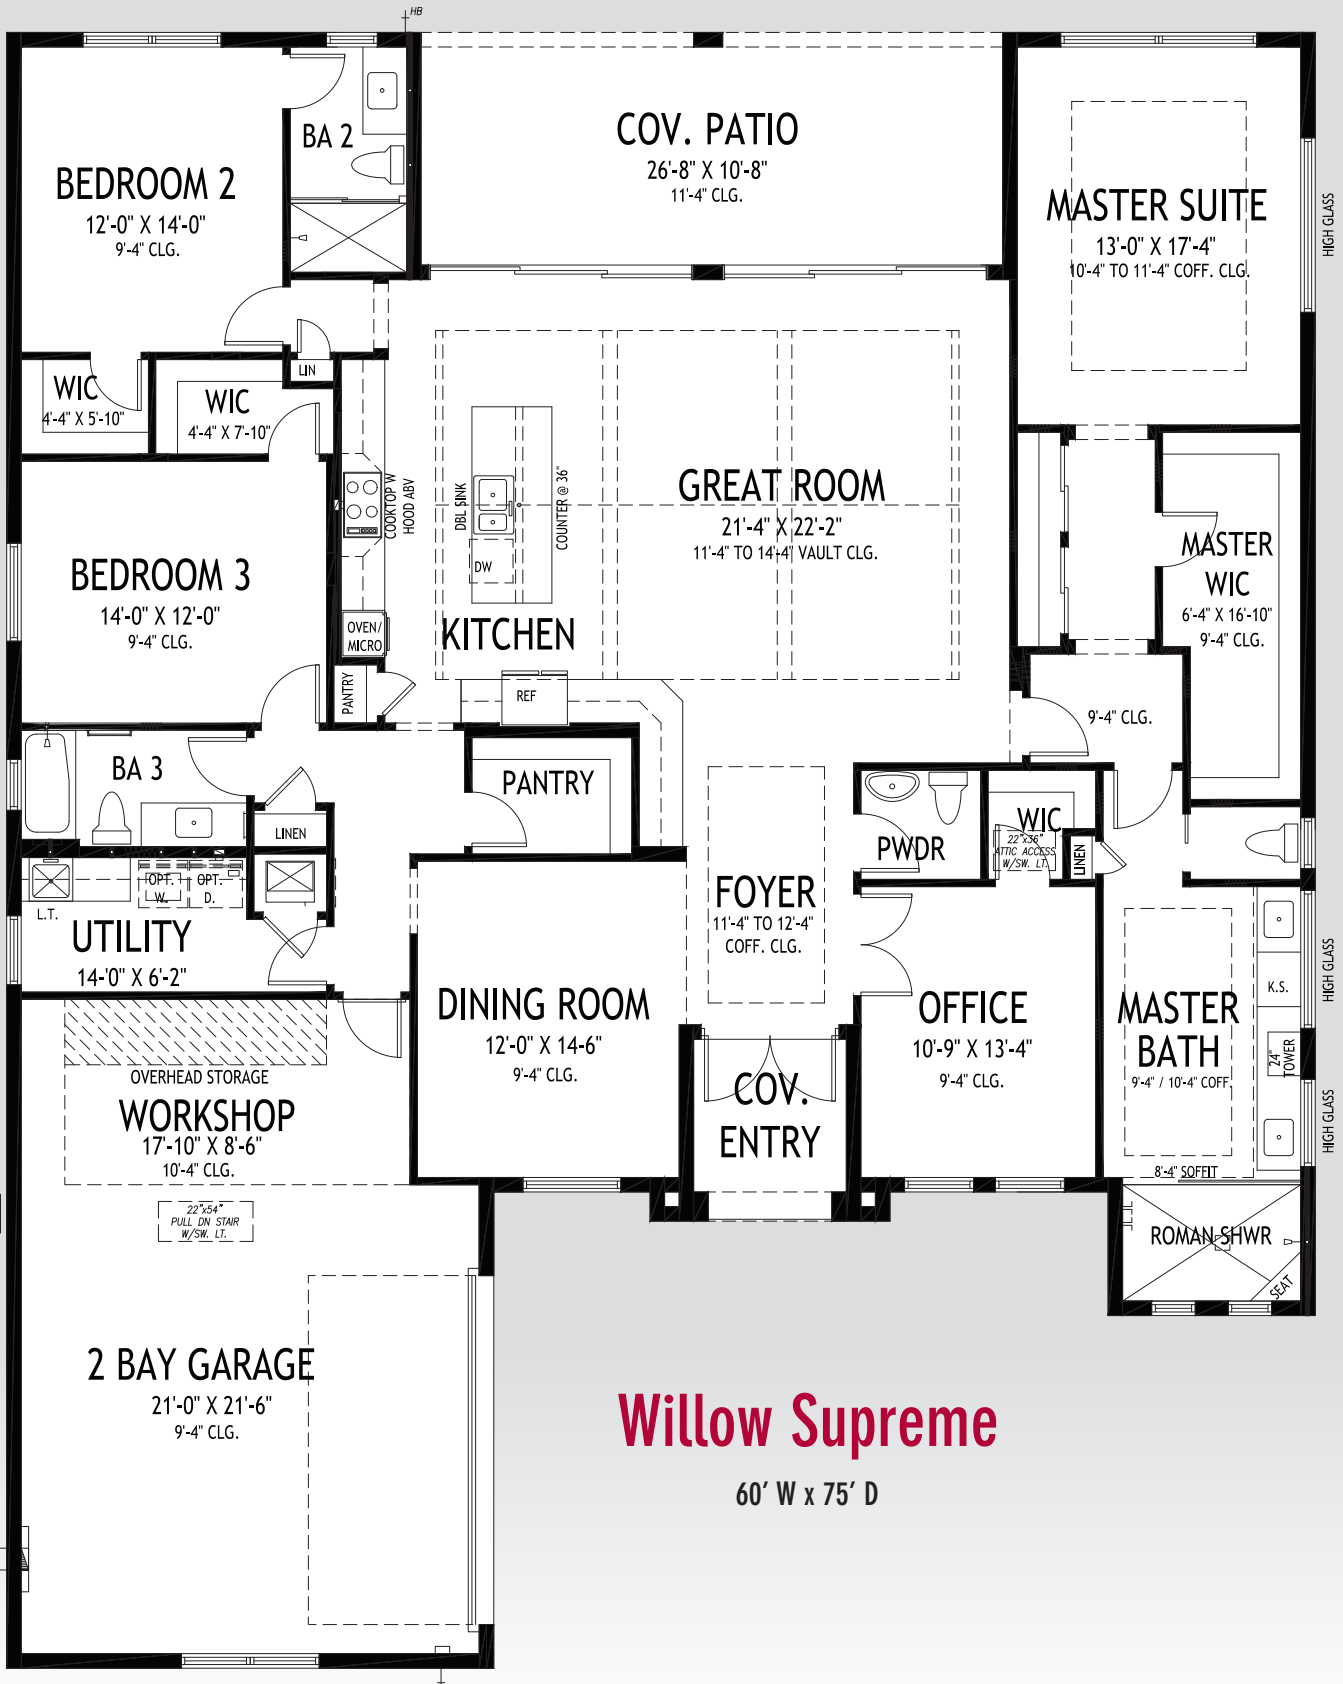 HB
BEDROOM 2
12'-0" X 14'-0"
9'-4" CLG.
BA 2
COV. PATIO
26'-8" X 10'-8"
11'-4" CLG.
MASTER SUITE
13'-0" X 17'-4"
10'-4" TO 11'-4" COFF. CLG.
HIGH GLASS
WIC
4'-4" X 5'-10"
WIC
4'-4" X 7'-10"
LIN
COOKTOP W
HOOD ABV
DBL SINK
DW
COUNTER @ 36"
GREAT ROOM
21'-4" X 22'-2"
11'-4" TO 14'-4" VAULT CLG.
MASTER
WIC
6'-4" X 16'-10"
9'-4" CLG.
BEDROOM 3
14'-0" X 12'-0"
9'-4" CLG.
OVEN/
MICRO
KITCHEN
PANTRY
REF
9'-4" CLG.
BA 3
LINEN
PANTRY
PWDR
WIC
22"x36"
ATTIC ACCESS
W/SW. LT.
LINEN
L.T.
OPT.
W.
OPT.
D.
UTILITY
14'-0" X 6'-2"
FOYER
11'-4" TO 12'-4"
COFF. CLG.
DINING ROOM
12'-0" X 14-6"
9'-4" CLG.
OFFICE
10'-9" X 13'-4"
9'-4" CLG.
MASTER
BATH
9'-4" / 10'-4" COFF.
K.S.
24"
TOWER
HIGH GLASS
HIGH GLASS
OVERHEAD STORAGE
WORKSHOP
17'-10" X 8'-6"
10'-4" CLG.
COV.
ENTRY
8'-4" SOFFIT
22"x54"
PULL DN STAIR
W/SW. LT.
ROMAN SHWR
SEAT
2 BAY GARAGE
21'-0" X 21'-6"
9'-4" CLG.
Willow Supreme
60' W x 75' D